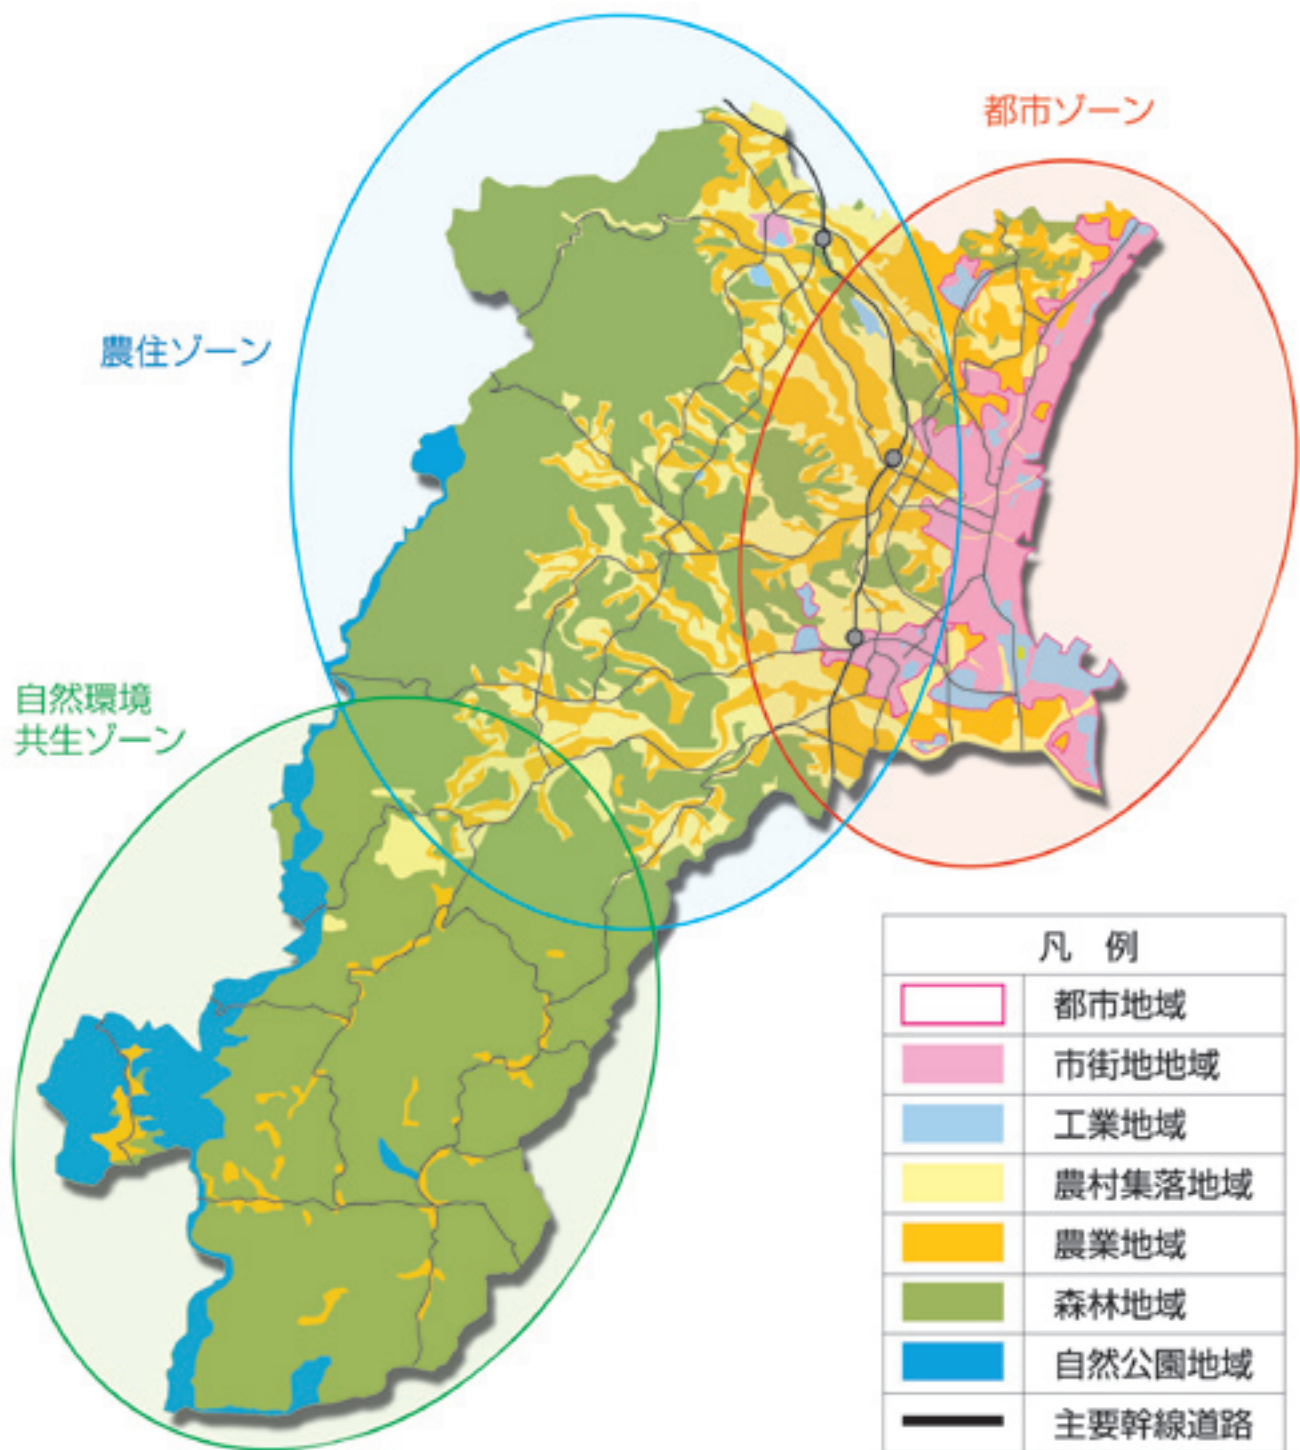 都市ゾーン
農住ゾーン
自然環境
共生ゾーン
凡 例
都市地域
市街地地域
工業地域
農村集落地域
農業地域
森林地域
自然公園地域
主要幹線道路